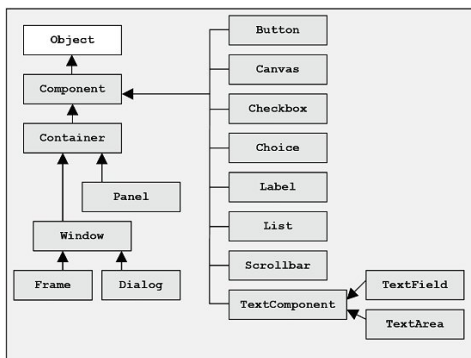 Object
Component
Container
Panel
Window
Frame
Dialog
Button
Canvas
Checkbox
Choice
Label
List
Scrollbar
TextComponent
TextField
TextArea